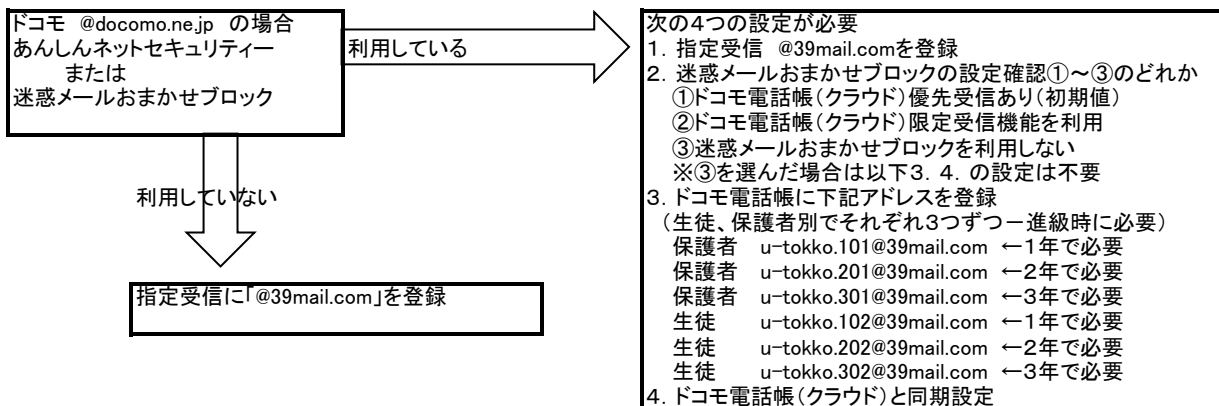 ドコモ @docomo.ne.jp の場合
あんしんネットセキュリティー
または
迷惑メールおまかせブロック
利用している
利用していない
指定受信に「@39mail.com」を登録
次の4つの設定が必要
1．指定受信 @39mail.comを登録
2．迷惑メールおまかせブロックの設定確認①～③のどれか
①ドコモ電話帳（クラウド）優先受信あり（初期値）
②ドコモ電話帳（クラウド）限定受信機能を利用
③迷惑メールおまかせブロックを利用しない
※③を選んだ場合は以下3．4．の設定は不要
3．ドコモ電話帳に下記アドレスを登録
（生徒、保護者別でそれぞれ3つずつ－進級時に必要）
保護者 u-tokko.101@39mail.com ←1年で必要
保護者 u-tokko.201@39mail.com ←2年で必要
保護者 u-tokko.301@39mail.com ←3年で必要
生徒 u-tokko.102@39mail.com ←1年で必要
生徒 u-tokko.202@39mail.com ←2年で必要
生徒 u-tokko.302@39mail.com ←3年で必要
4．ドコモ電話帳（クラウド）と同期設定